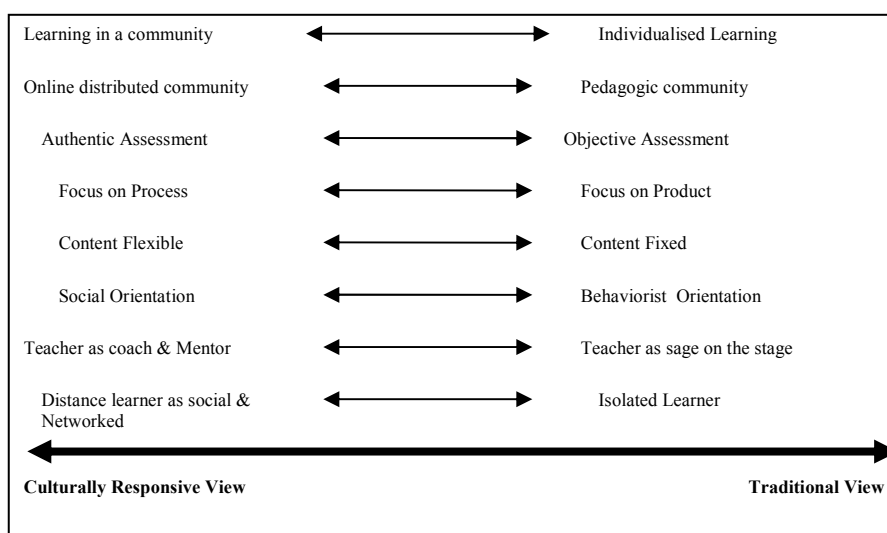 Learning in a community Individualised Learning
Online distributed community Pedagogic community
Authentic Assessment Objective Assessment
Focus on Process Focus on Product
Content Flexible Content Fixed
Social Orientation Behaviorist Orientation
Teacher as coach & Mentor Teacher as sage on the stage
Distance learner as social & Isolated Learner
Networked
Culturally Responsive View Traditional View